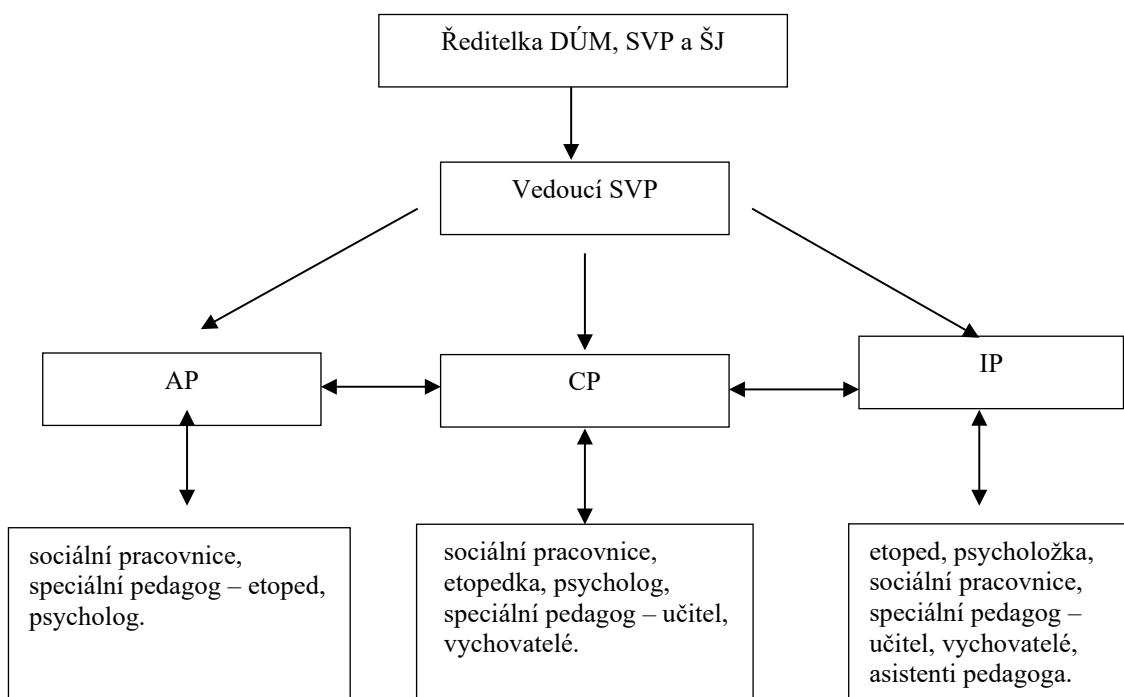 Ředitelka DÚM, SVP a ŠJ
Vedoucí SVP
AP
CP
IP
sociální pracovnice,
speciální pedagog – etoped,
psycholog.
sociální pracovnice,
etopedka, psycholog,
speciální pedagog – učitel,
vychovatelé.
etoped, psycholožka,
sociální pracovnice,
speciální pedagog –
učitel, vychovatelé,
asistenti pedagoga.